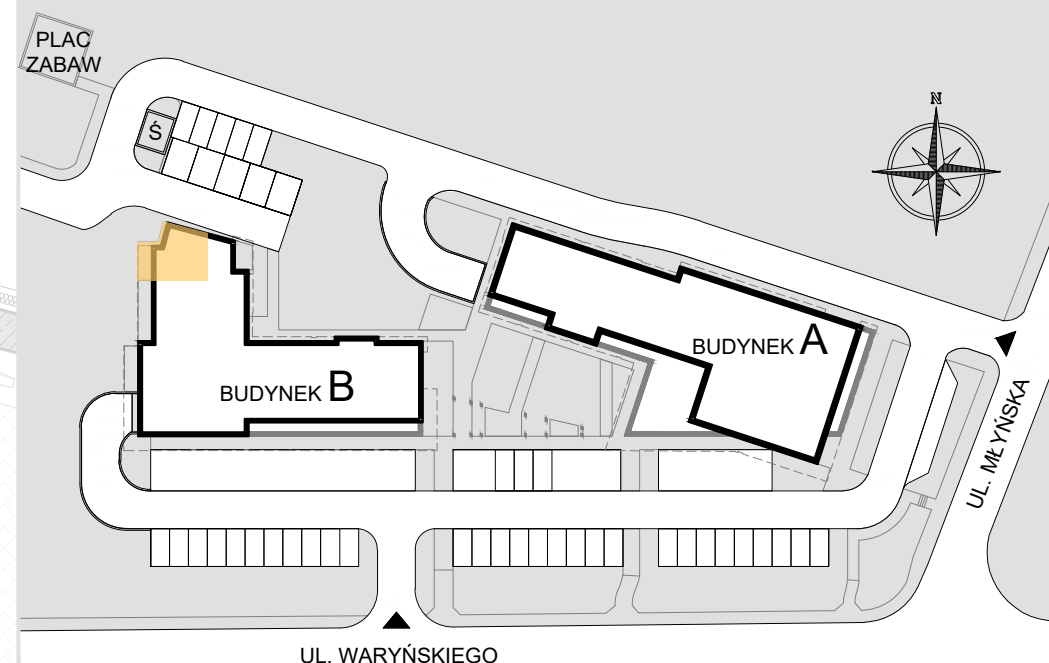 PLAC
ZABAW
Ś
N
BUDYNEK A
BUDYNEK B
UL. MŁYŃSKA
UL. WARYŃSKIEGO